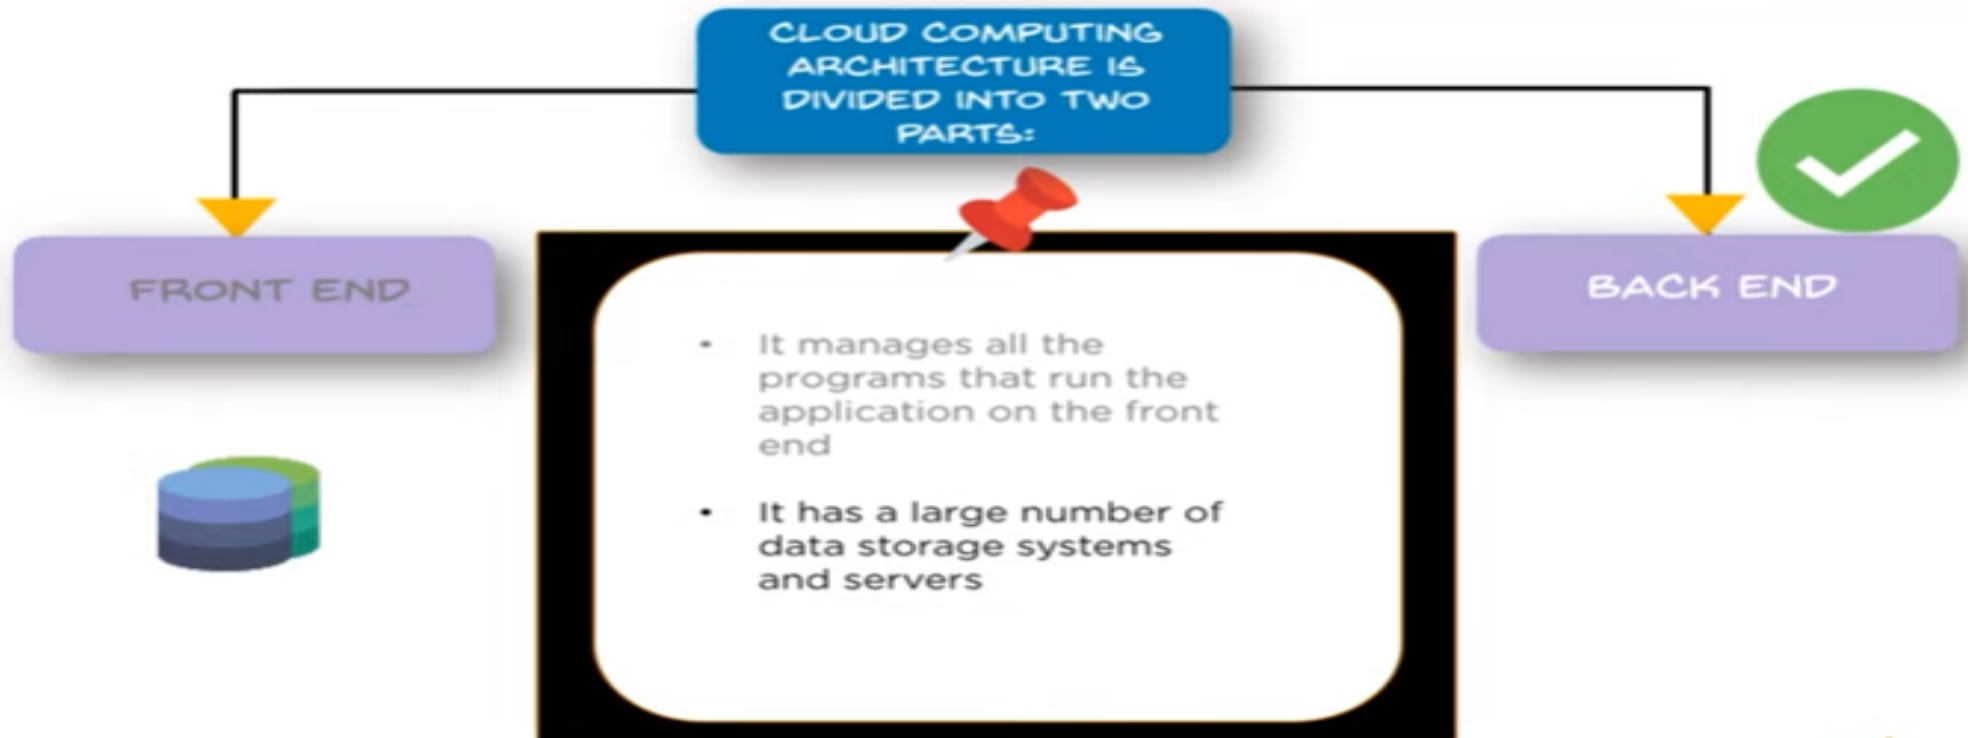 CLOUD COMPUTING
ARCHITECTURE IS
DIVIDED INTO TWO
PARTS:
FRONT END
BACK END
• It manages all the
programs that run the
application on the front
end
• It has a large number of
data storage systems
and servers